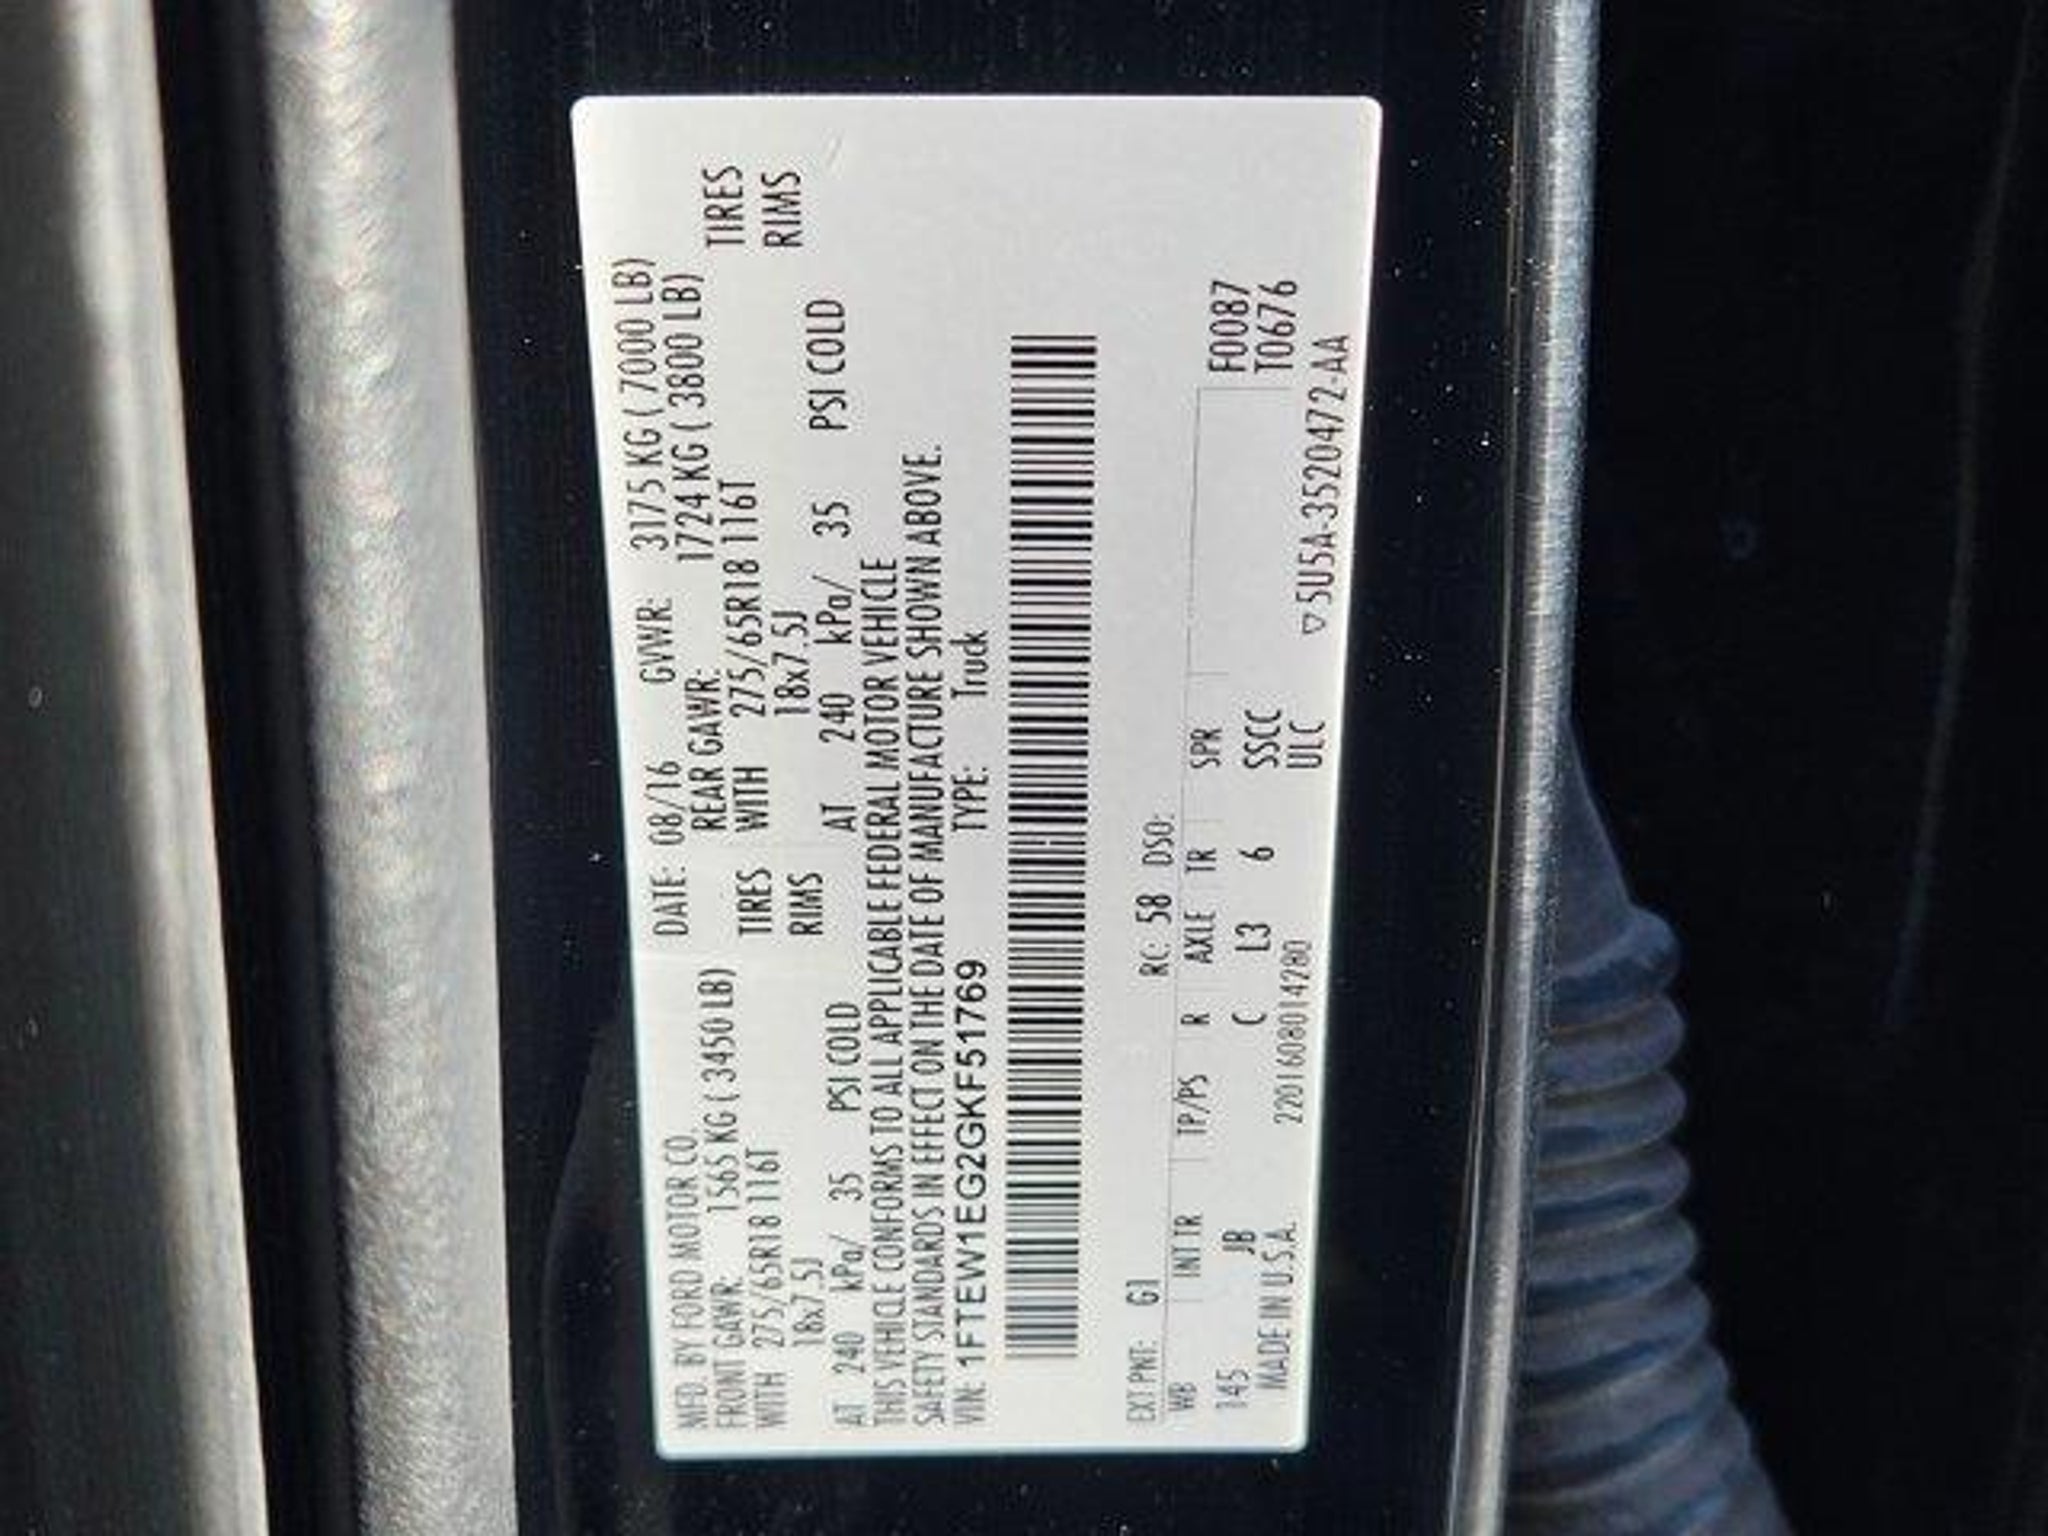 MFD. BY FORD MOTOR CO. DATE: 08/16 GVWR: 3175 KG ( 7000 LB)
FRONT GAWR: 1565 KG ( 3450 LB) REAR GAWR: 1724 KG ( 3800 LB)
WITH 275/65R18 116T TIRES WITH 275/65R18 116T TIRES
18x7.5J RIMS 18x7.5J RIMS
AT 240 kPa/ 35 PSI COLD AT 240 kPa/ 35 PSI COLD
THIS VEHICLE CONFORMS TO ALL APPLICABLE FEDERAL MOTOR VEHICLE
SAFETY STANDARDS IN EFFECT ON THE DATE OF MANUFACTURE SHOWN ABOVE.
VIN: 1FTEW1EG2GKF51769 TYPE: Truck
EXT PNT: G1 RC: 58 DSO:
WB INT TR TP/PS R AXLE TR SPR F0087
145 JB C L3 6 SSCC T0676
MADE IN U.S.A. 2201608014280 ULC ▽5U5A-3520472-AA